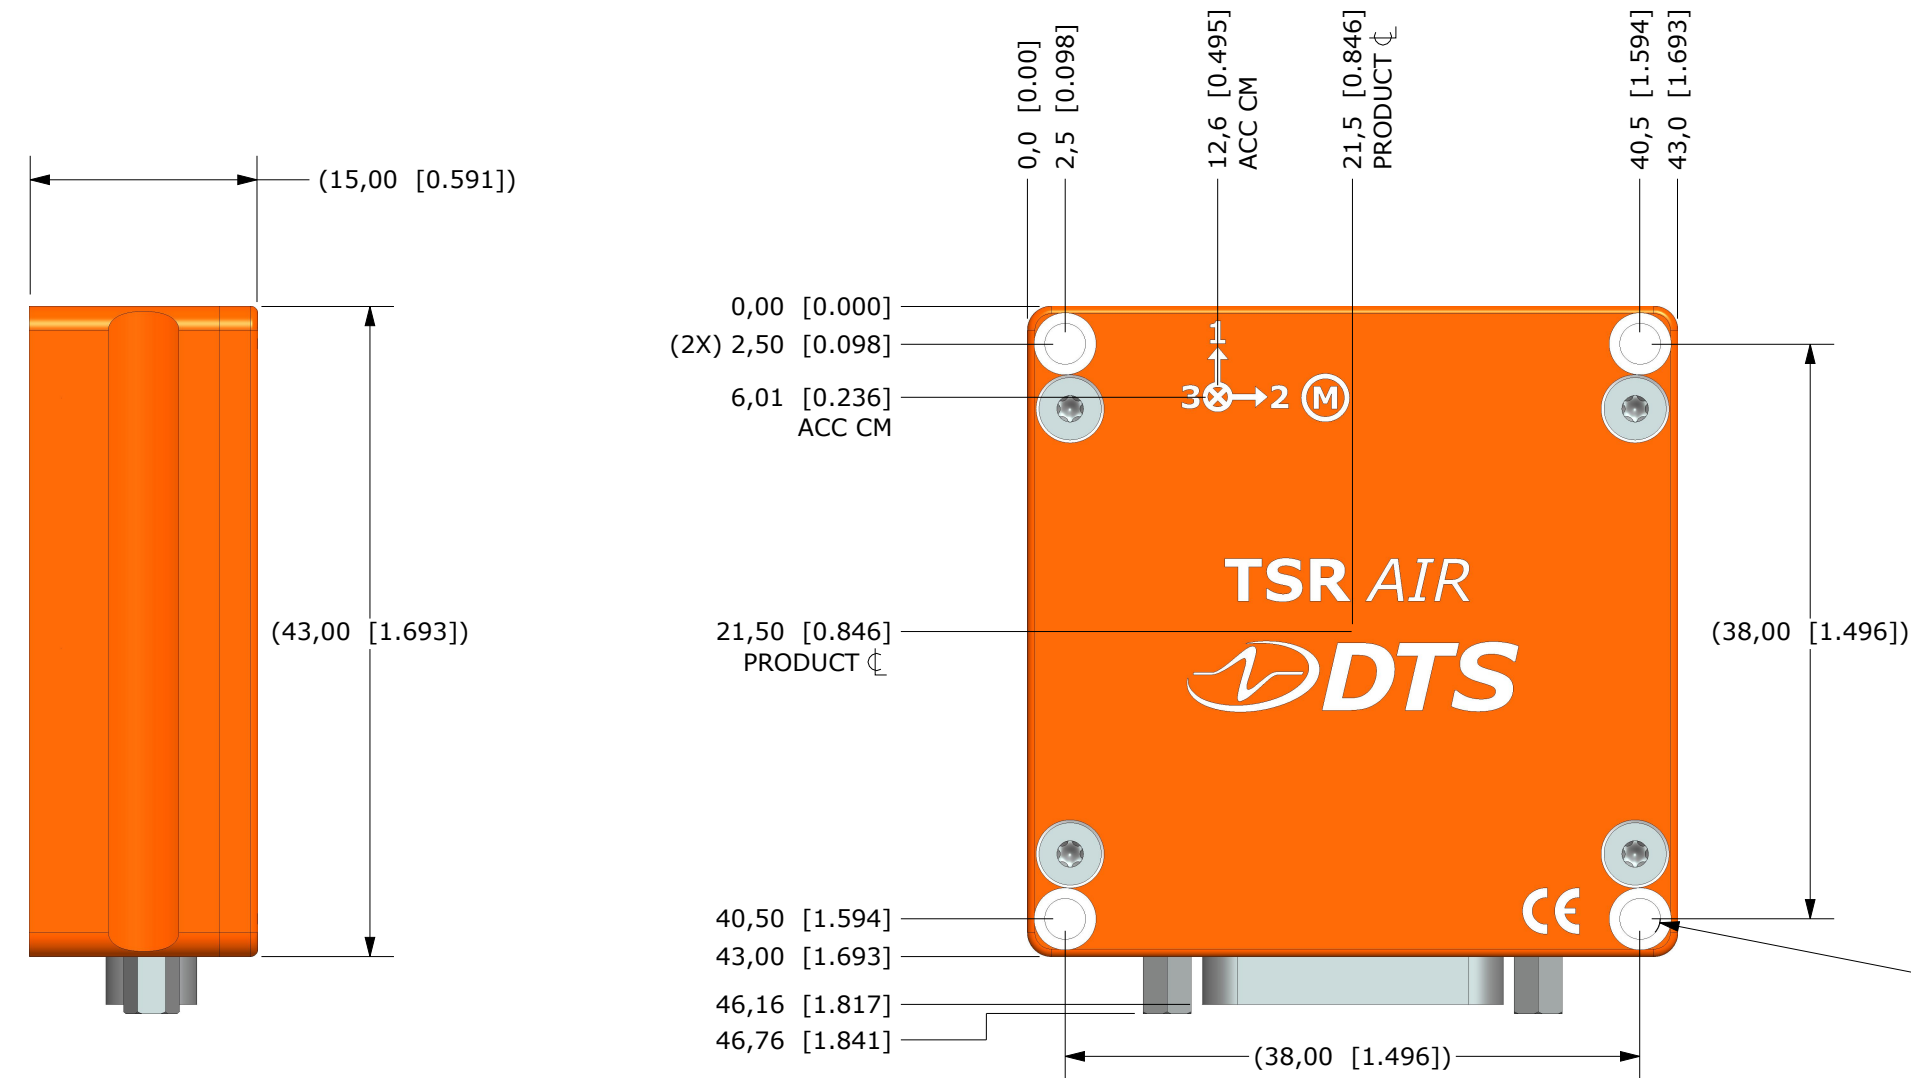 0,0 [0.00]
2,5 [0.098]
12,6 [0.495]
ACC CM
21,5 [0.846]
PRODUCT ℄
40,5 [1.594]
43,0 [1.693]
(15,00 [0.591])
0,00 [0.000]
(2X) 2,50 [0.098]
6,01 [0.236]
ACC CM
1
3 2 M
TSR AIR
(43,00 [1.693])
21,50 [0.846]
PRODUCT ℄
DTS
(38,00 [1.496])
CE
40,50 [1.594]
43,00 [1.693]
46,16 [1.817]
46,76 [1.841]
(38,00 [1.496])